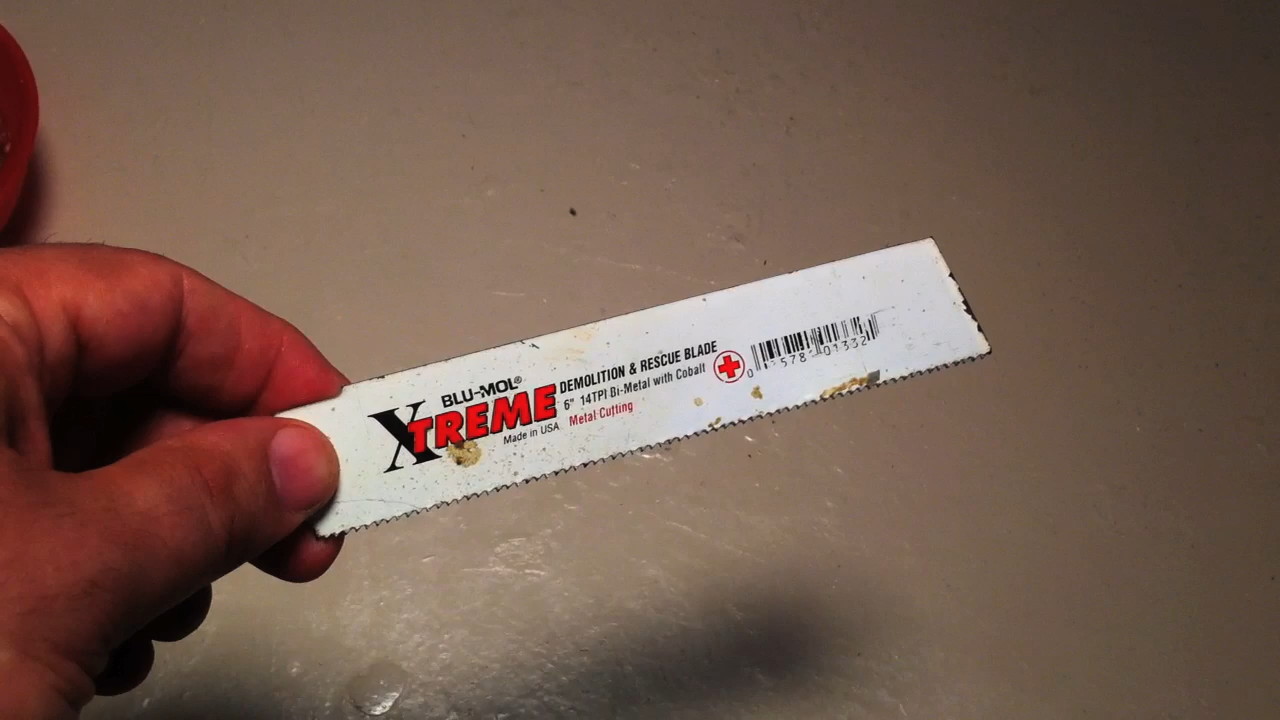 BLU-MOL®
XTREME
Made in USA
DEMOLITION & RESCUE BLADE
6" 14TPI Bi-Metal with Cobalt
Metal Cutting